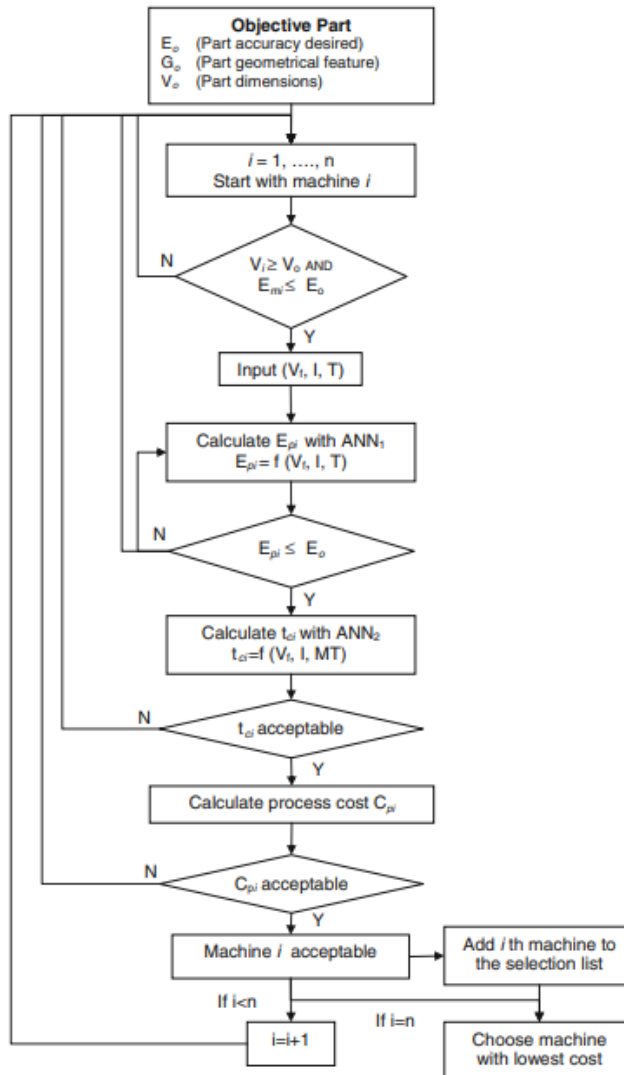 Objective Part
Eₒ (Part accuracy desired)
Gₒ (Part geometrical feature)
Vₒ (Part dimensions)
i = 1, …., n
Start with machine i
N
Vᵢ ≥ Vₒ AND
Eₘᵢ ≤ Eₒ
Y
Input (Vf, I, T)
Calculate Eₚᵢ with ANN₁
Eₚᵢ = f (Vf, I, T)
N
Eₚᵢ ≤ Eₒ
Y
Calculate t_ci with ANN₂
t_ci=f (Vf, I, MT)
N
t_ci acceptable
Y
Calculate process cost Cₚᵢ
N
Cₚᵢ acceptable
Y
Machine i acceptable
Add i th machine to
the selection list
If i<n
If i=n
i=i+1
Choose machine
with lowest cost